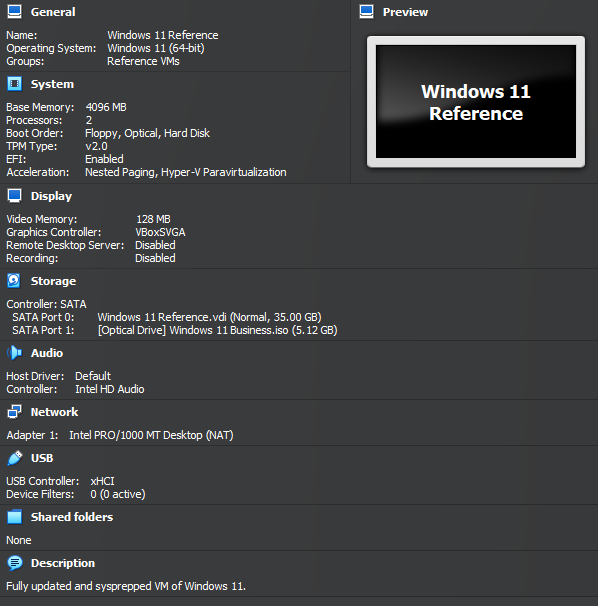 General
Name: Windows 11 Reference
Operating System: Windows 11 (64-bit)
Groups: Reference VMs
Preview
Windows 11
Reference
System
Base Memory: 4096 MB
Processors: 2
Boot Order: Floppy, Optical, Hard Disk
TPM Type: v2.0
EFI: Enabled
Acceleration: Nested Paging, Hyper-V Paravirtualization
Display
Video Memory: 128 MB
Graphics Controller: VBoxSVGA
Remote Desktop Server: Disabled
Recording: Disabled
Storage
Controller: SATA
SATA Port 0: Windows 11 Reference.vdi (Normal, 35.00 GB)
SATA Port 1: [Optical Drive] Windows 11 Business.iso (5.12 GB)
Audio
Host Driver: Default
Controller: Intel HD Audio
Network
Adapter 1: Intel PRO/1000 MT Desktop (NAT)
USB
USB Controller: xHCI
Device Filters: 0 (0 active)
Shared folders
None
Description
Fully updated and sysprepped VM of Windows 11.